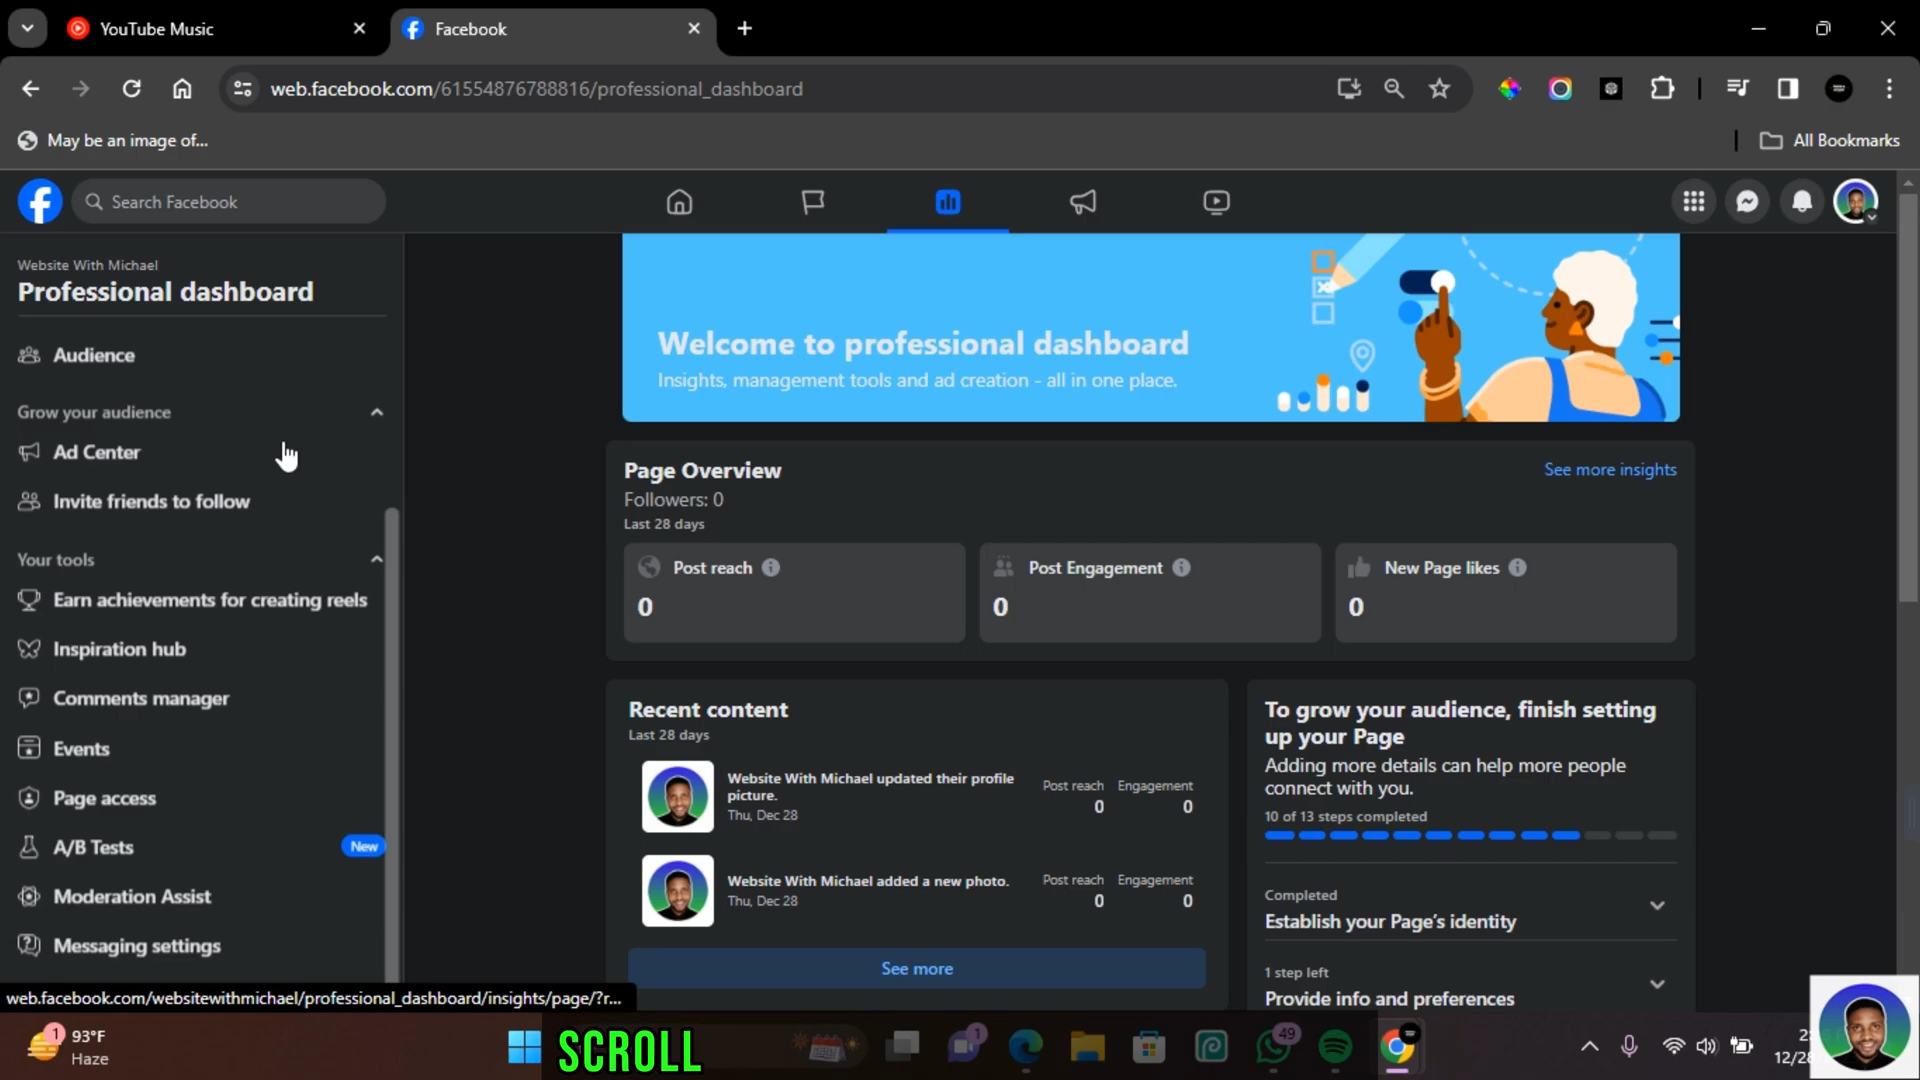 YouTube Music
Facebook
web.facebook.com/61554876788816/professional_dashboard
May be an image of...
All Bookmarks
Search Facebook
Website With Michael
Professional dashboard
Audience
Grow your audience
Ad Center
Invite friends to follow
Your tools
Earn achievements for creating reels
Inspiration hub
Comments manager
Events
Page access
A/B Tests
New
Moderation Assist
Messaging settings
web.facebook.com/websitewithmichael/professional_dashboard/insights/page/?r...
Welcome to professional dashboard
Insights, management tools and ad creation - all in one place.
Page Overview
See more insights
Followers: 0
Last 28 days
Post reach
0
Post Engagement
0
New Page likes
0
Recent content
Last 28 days
Website With Michael updated their profile
picture.
Thu, Dec 28
Post reach Engagement
0 0
Website With Michael added a new photo.
Thu, Dec 28
Post reach Engagement
0 0
See more
To grow your audience, finish setting
up your Page
Adding more details can help more people
connect with you.
10 of 13 steps completed
Completed
Establish your Page's identity
1 step left
Provide info and preferences
1
93°F
Haze
SCROLL
1
49
12/28